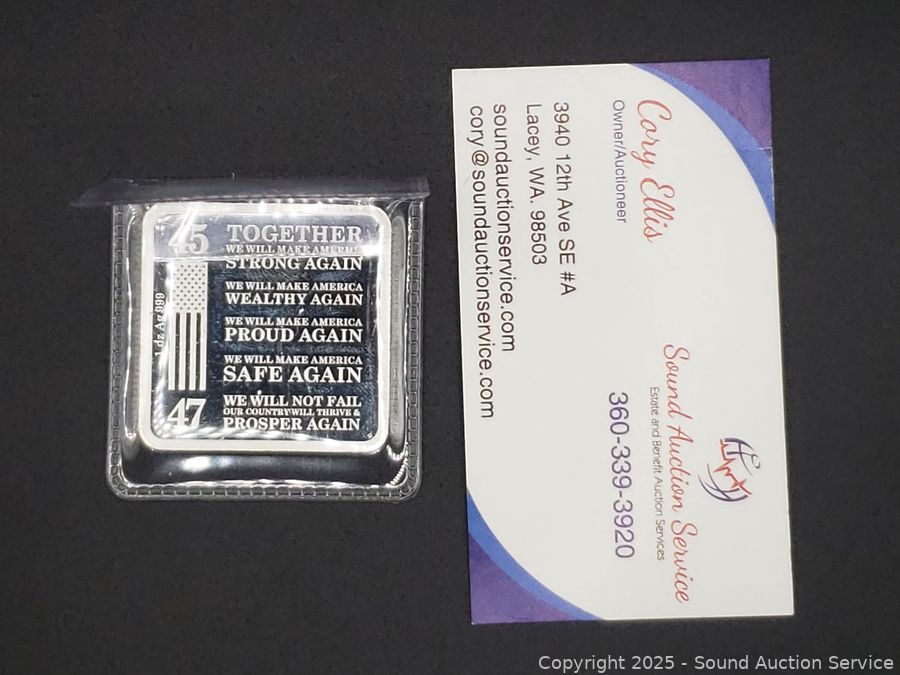 45
TOGETHER
WE WILL MAKE AMERICA
STRONG AGAIN
WE WILL MAKE AMERICA
WEALTHY AGAIN
WE WILL MAKE AMERICA
PROUD AGAIN
WE WILL MAKE AMERICA
SAFE AGAIN
47
WE WILL NOT FAIL
OUR COUNTRY WILL THRIVE &
PROSPER AGAIN
1 dz Ag 999
Cory Ellis
Owner/Auctioneer
3940 12th Ave SE #A
Lacey, WA. 98503
soundauctionservice.com
cory@soundauctionservice.com
Sound Auction Service
Estate and Benefit Auction Services
360-339-3920
Copyright 2025 - Sound Auction Service